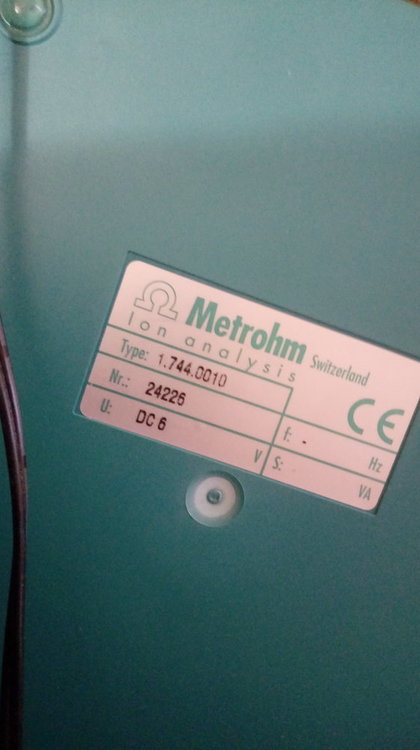 Ω Metrohm Switzerland
Ion analysis
Type: 1.744.0010
Nr.: 24226
f: - Hz
U: DC 6 V
S: VA
CE